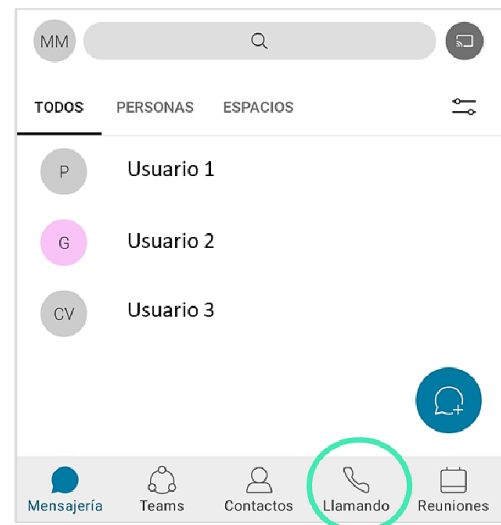 MM
TODOS PERSONAS ESPACIOS
P Usuario 1
G Usuario 2
CV Usuario 3
Mensajería Teams Contactos Llamando Reuniones